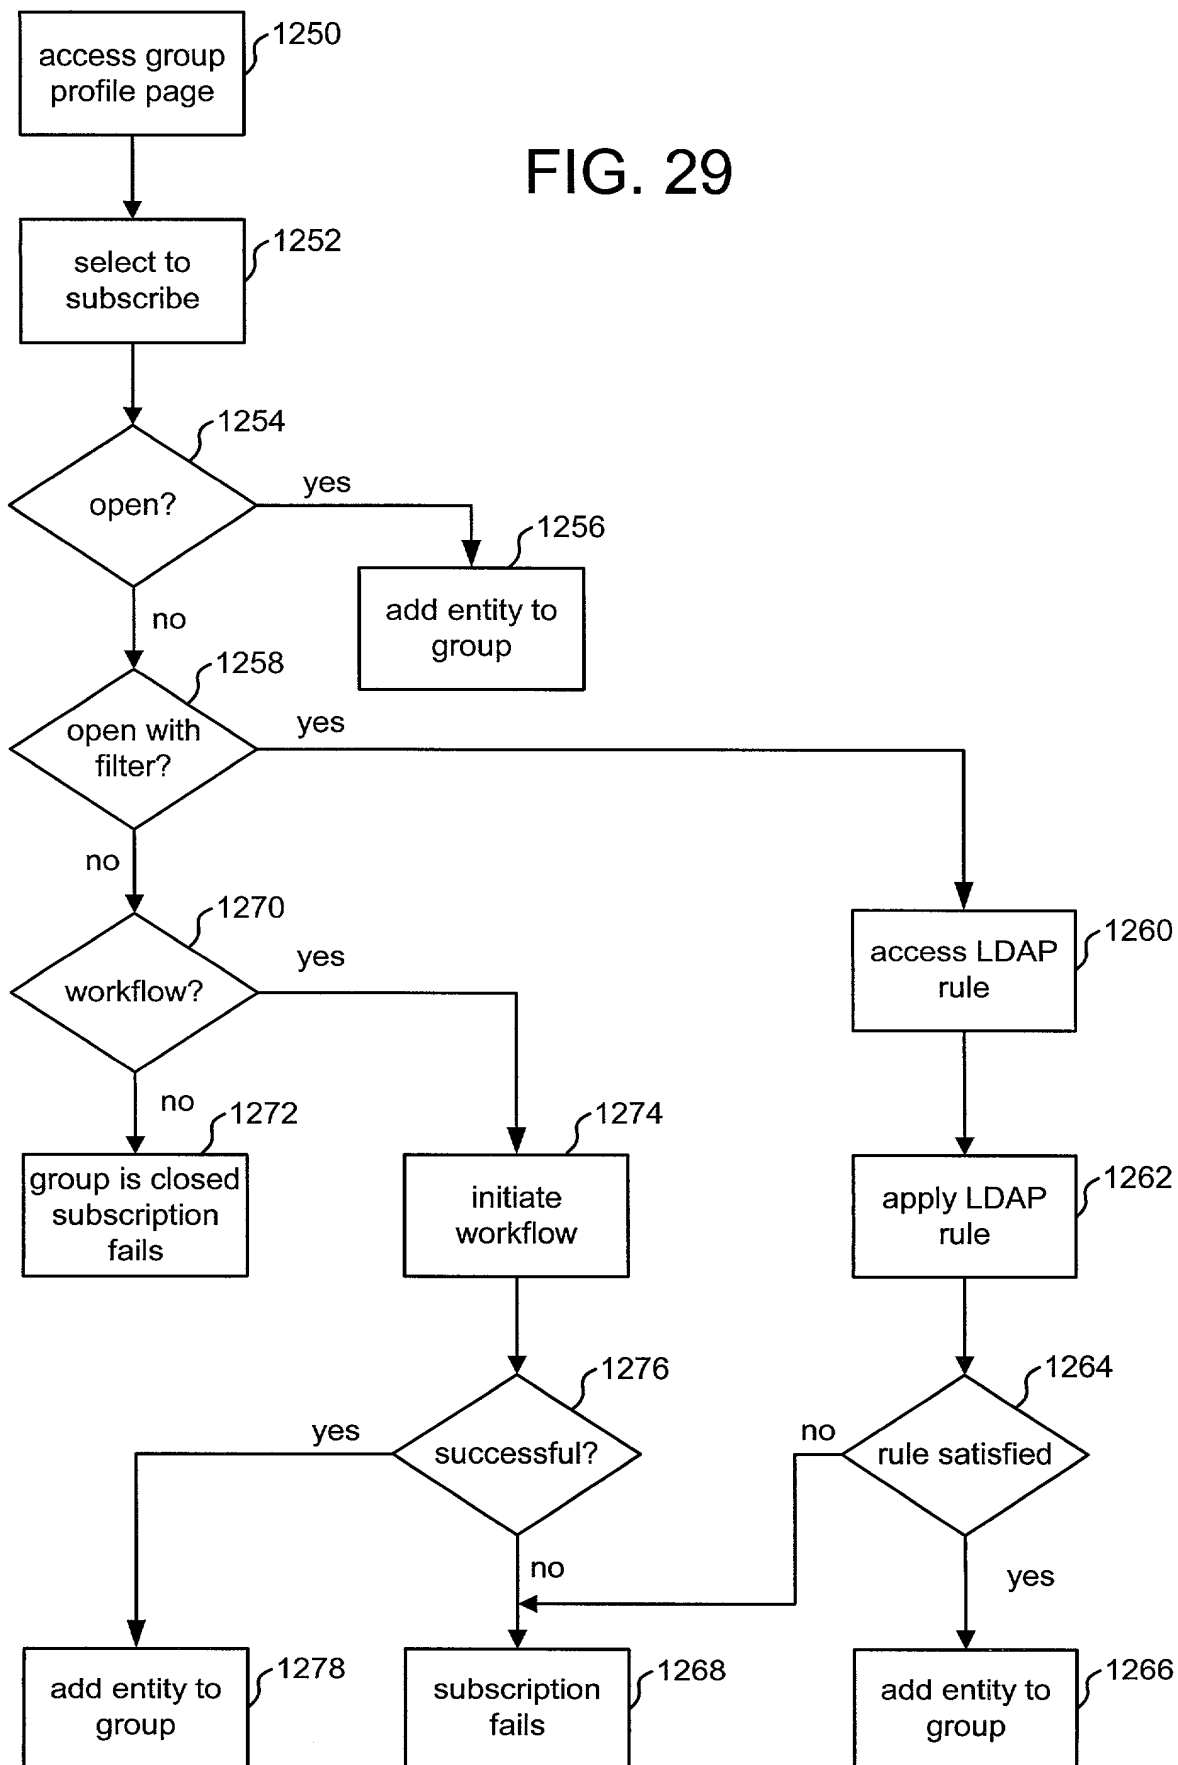 1250
access group
profile page
FIG. 29
1252
select to
subscribe
1254
open?
yes
1256
add entity to
group
no
1258
open with
filter?
yes
no
1270
workflow?
yes
1260
access LDAP
rule
no
1272
group is closed
subscription
fails
1274
initiate
workflow
1262
apply LDAP
rule
1276
successful?
yes
no
1264
rule satisfied
no
yes
1278
add entity to
group
1268
subscription
fails
1266
add entity to
group